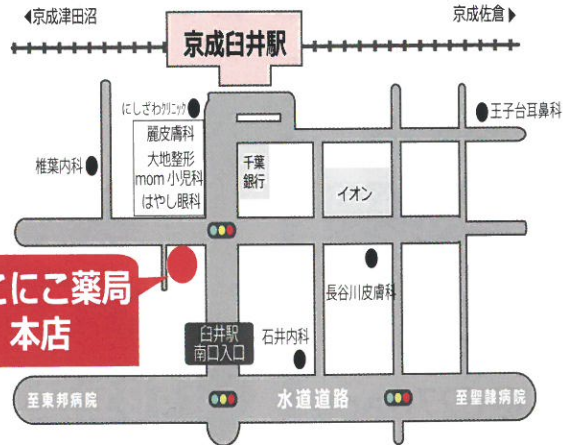 ◀京成津田沼
京成佐倉▶
京成臼井駅
にしざわクリニック
王子台耳鼻科
麗皮膚科
大地整形
mom小児科
はやし眼科
椎葉内科
千葉
銀行
イオン
こにこ薬局
本店
長谷川皮膚科
臼井駅
南口入口
石井内科
至東邦病院
水道道路
至聖隷病院